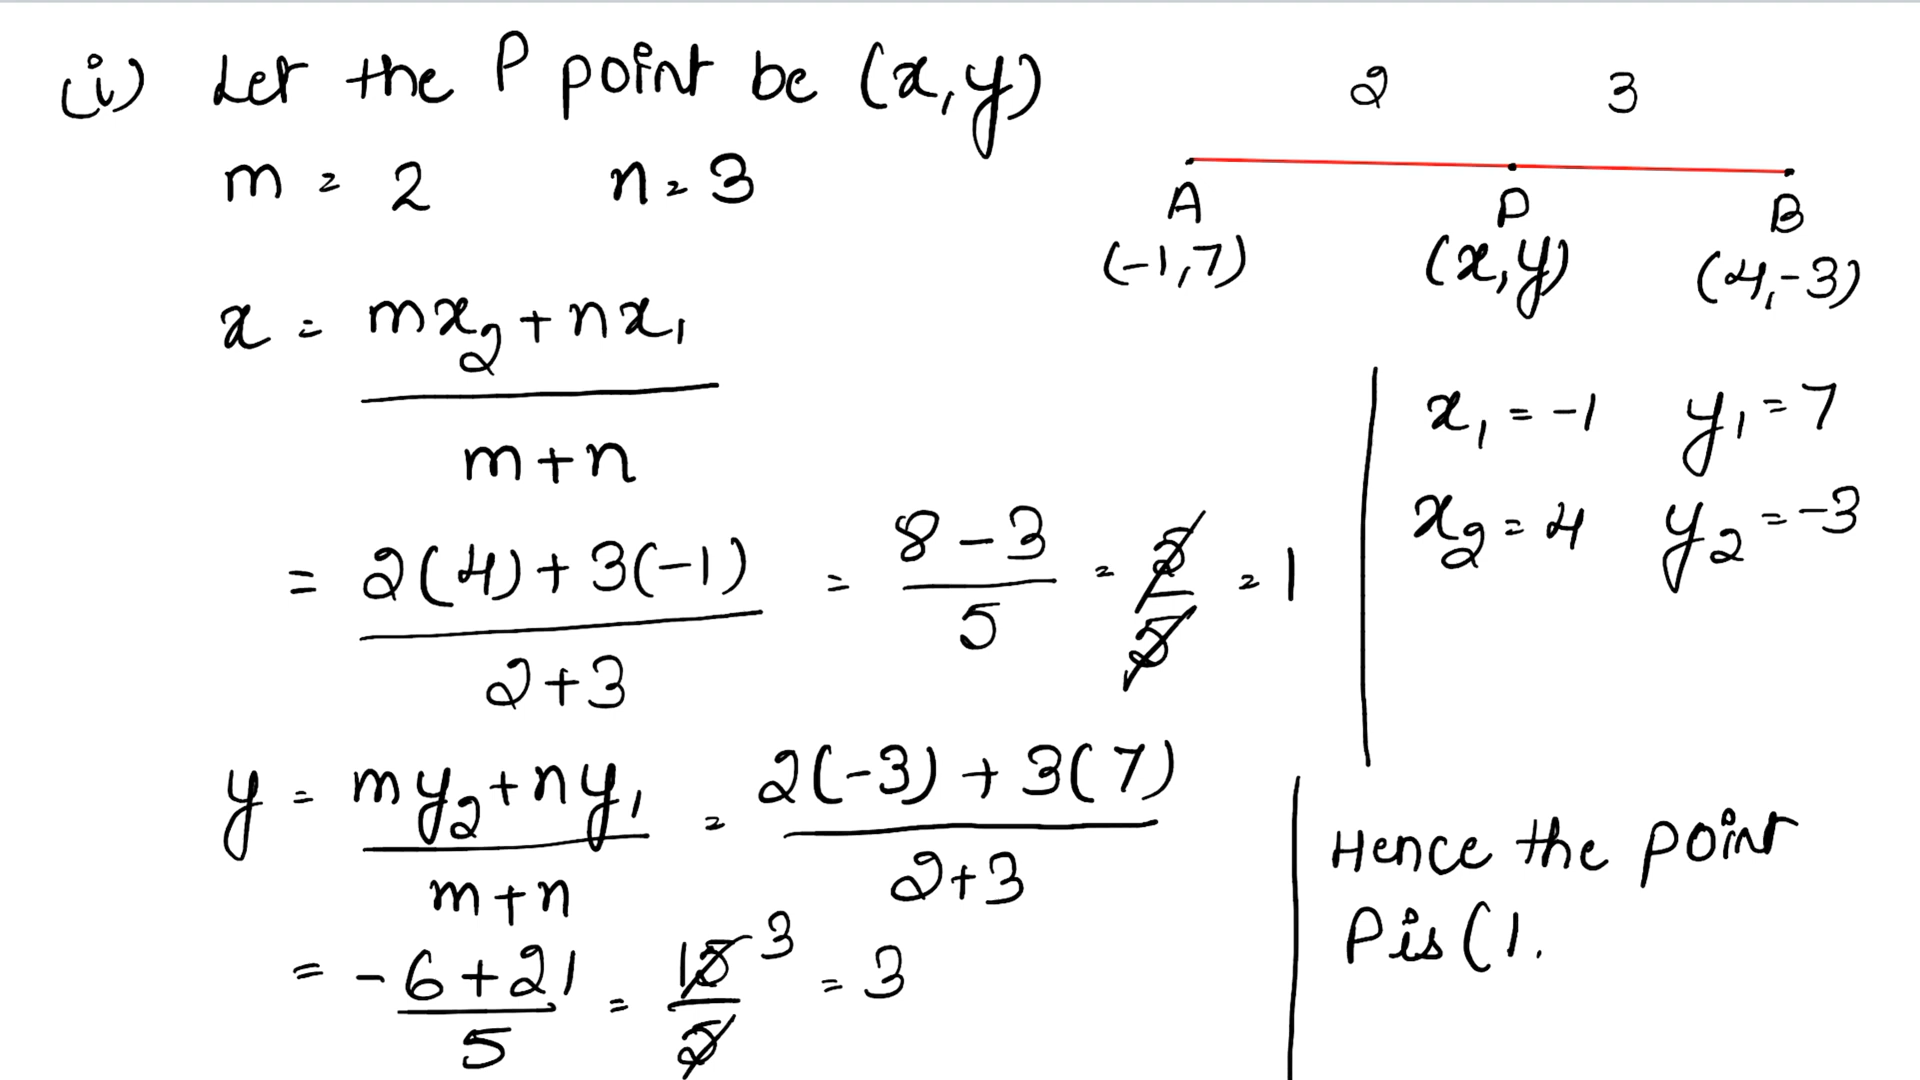 (i) Let the P point be (x,y)
m = 2 n = 3
2 3
A P B
(-1,7) (x,y) (4,-3)
x = mx₂+nx₁
m+n
= 2(4)+3(-1) = 8-3 = 5 = 1
2+3 5 5
x₁ = -1 y₁ = 7
x₂ = 4 y₂ = -3
y = my₂+ny₁ = 2(-3)+3(7)
m+n 2+3
= -6+21 = 15 3 = 3
5 5
Hence the point
P is (1,